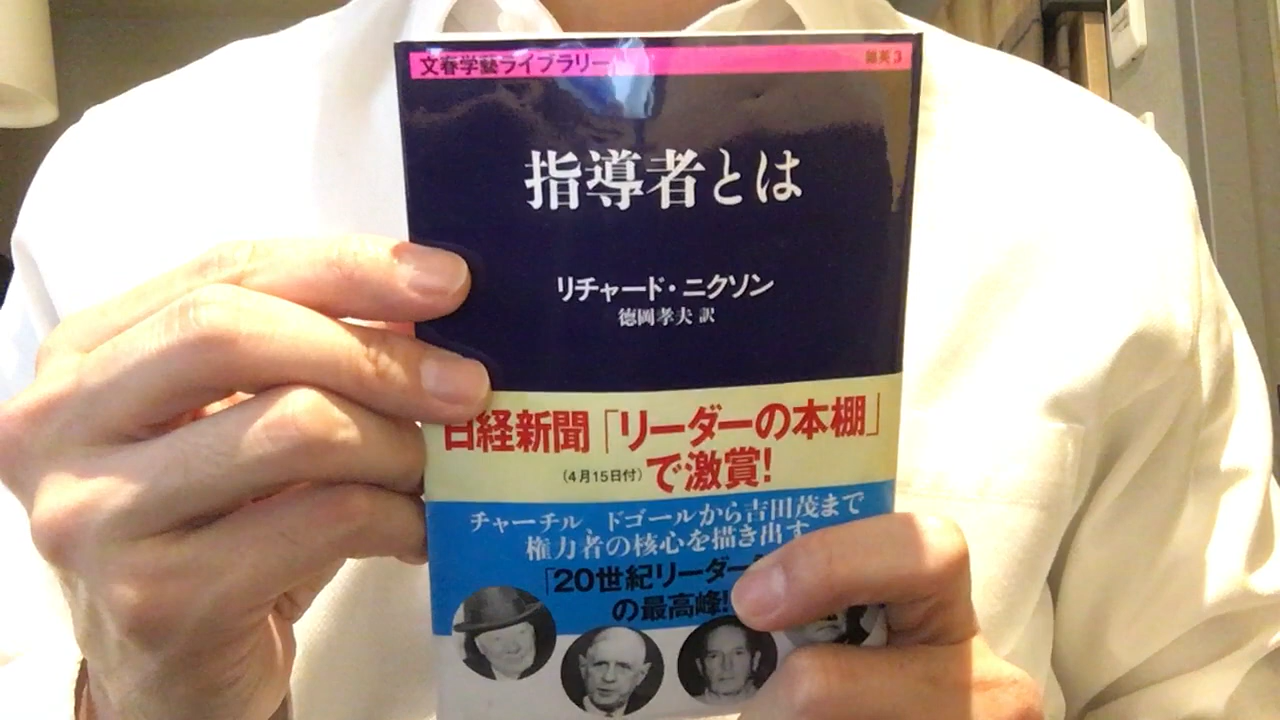 文春学藝ライブラリー
雑英3
指導者とは
リチャード・ニクソン
徳岡孝夫 訳
日経新聞「リーダーの本棚」
(4月15日付)で激賞!
チャーチル、ドゴールから吉田茂まで
権力者の核心を描き出す
「20世紀リーダー
の最高峰!